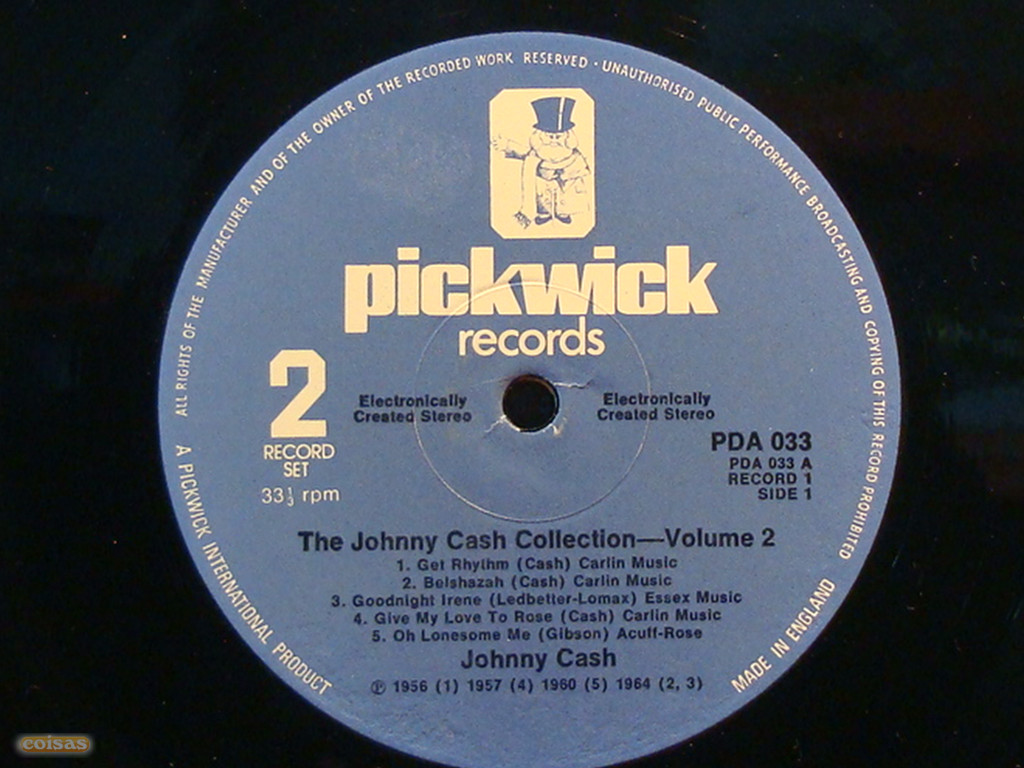 ALL RIGHTS OF THE MANUFACTURER AND OF THE OWNER OF THE RECORDED WORK RESERVED · UNAUTHORISED PUBLIC PERFORMANCE BROADCASTING AND COPYING OF THIS RECORD PROHIBITED
pickwick
records
2
RECORD
SET
33⅓ rpm
Electronically
Created Stereo
Electronically
Created Stereo
PDA 033
PDA 033 A
RECORD 1
SIDE 1
The Johnny Cash Collection—Volume 2
1. Get Rhythm (Cash) Carlin Music
2. Belshazah (Cash) Carlin Music
3. Goodnight Irene (Ledbetter-Lomax) Essex Music
4. Give My Love To Rose (Cash) Carlin Music
5. Oh Lonesome Me (Gibson) Acuff-Rose
Johnny Cash
℗ 1956 (1) 1957 (4) 1960 (5) 1964 (2, 3)
A PICKWICK INTERNATIONAL PRODUCT
MADE IN ENGLAND
coisas